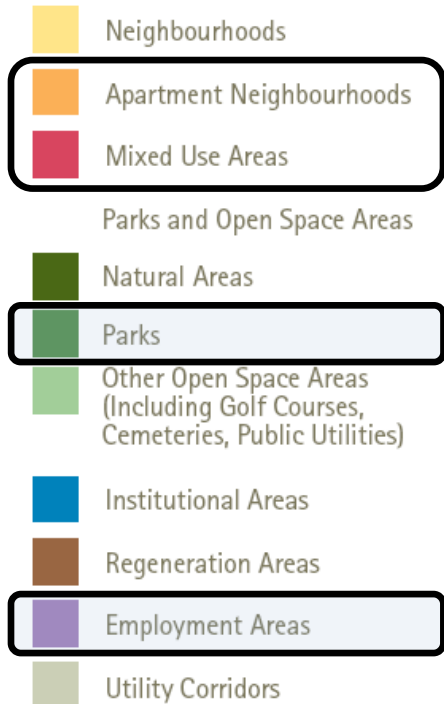 Neighbourhoods
Apartment Neighbourhoods
Mixed Use Areas
Parks and Open Space Areas
Natural Areas
Parks
Other Open Space Areas
(Including Golf Courses,
Cemeteries, Public Utilities)
Institutional Areas
Regeneration Areas
Employment Areas
Utility Corridors